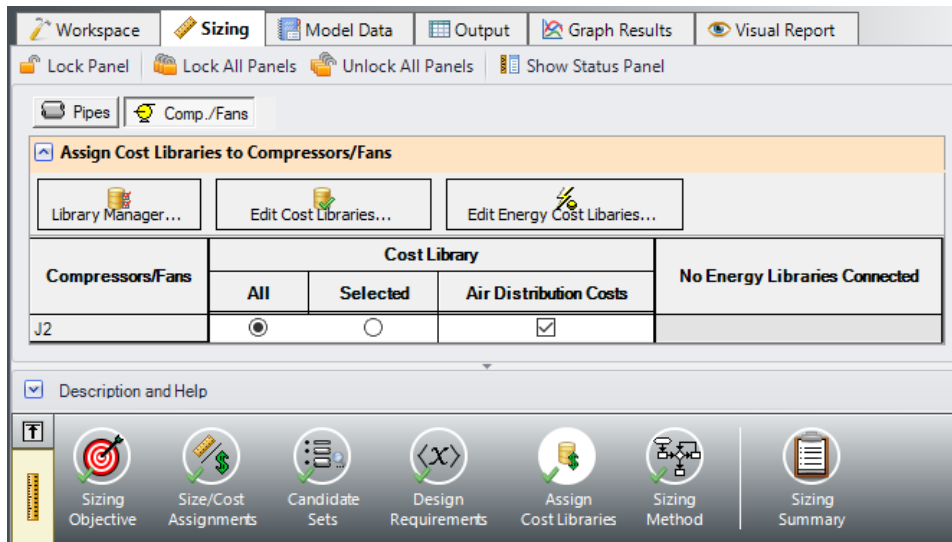 Workspace Sizing Model Data Output Graph Results Visual Report
Lock Panel Lock All Panels Unlock All Panels Show Status Panel
Pipes Comp./Fans
Assign Cost Libraries to Compressors/Fans
Library Manager... Edit Cost Libraries... Edit Energy Cost Libaries...
Compressors/Fans Cost Library No Energy Libraries Connected
All Selected Air Distribution Costs
J2
Description and Help
Sizing Objective Size/Cost Assignments Candidate Sets Design Requirements Assign Cost Libraries Sizing Method Sizing Summary